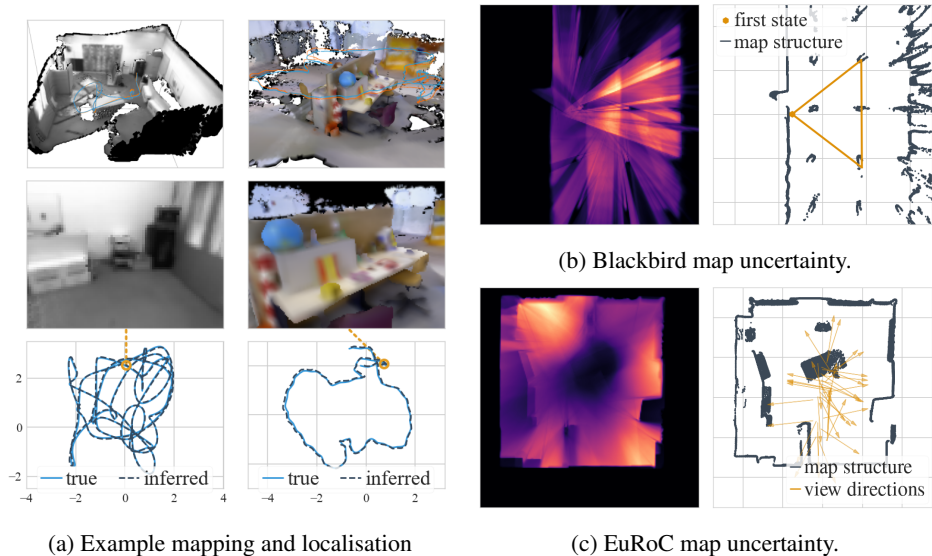 first state
map structure
(b) Blackbird map uncertainty.
2
0
−2
true
inferred
true
inferred
−4
−2
0
2
4
−2
0
2
map structure
view directions
(a) Example mapping and localisation
(c) EuRoC map uncertainty.